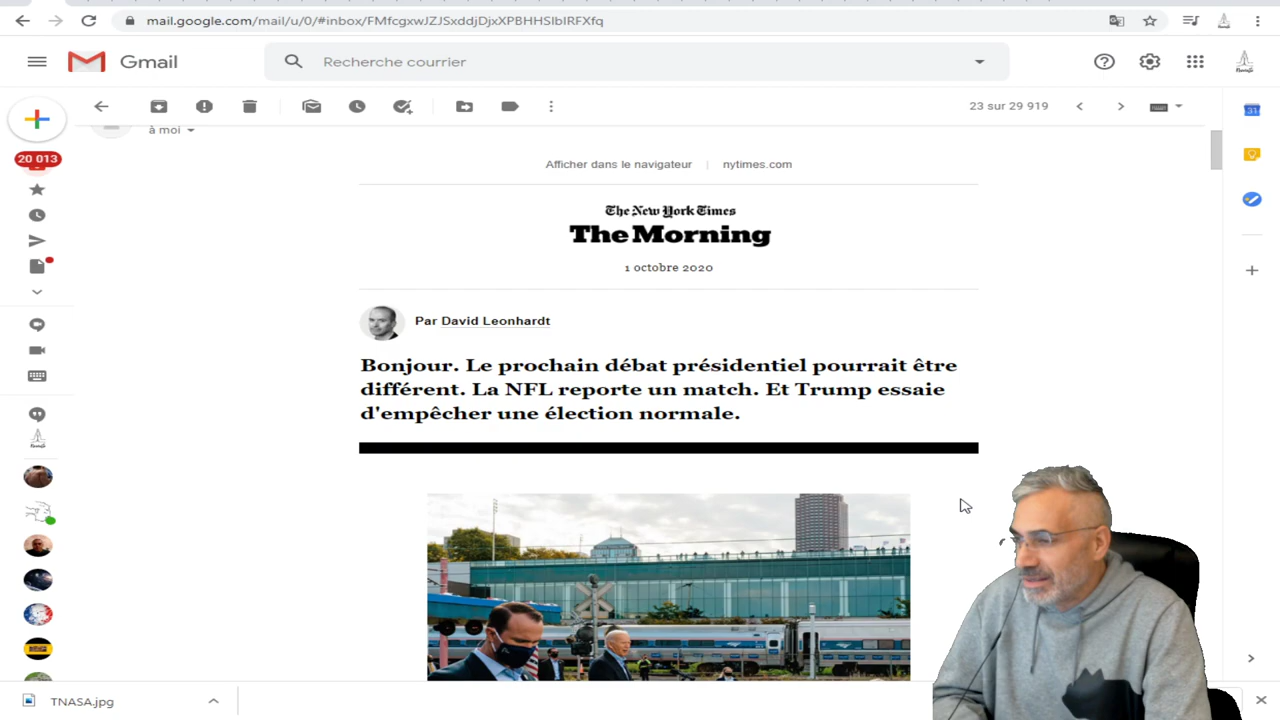 mail.google.com/mail/u/0/#inbox/FMfcgxwJZJSxddjDjxXPBHHSlblRFXfq
Gmail
Recherche courrier
23 sur 29 919
20 013
à moi
31
Afficher dans le navigateur | nytimes.com
The New York Times
The Morning
1 octobre 2020
Par David Leonhardt
Bonjour. Le prochain débat présidentiel pourrait être
différent. La NFL reporte un match. Et Trump essaie
d'empêcher une élection normale.
TNASA.jpg